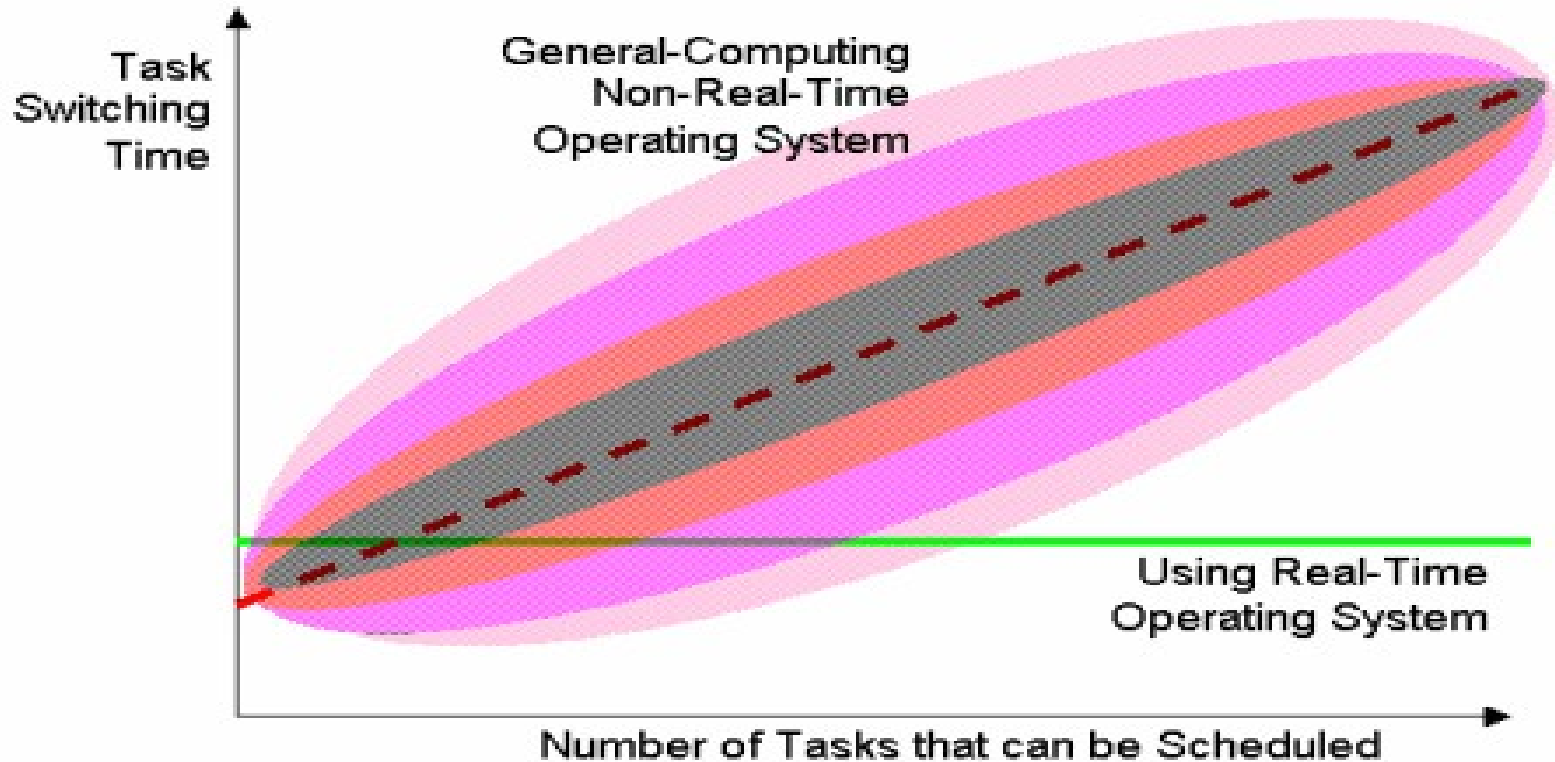 Task
Switching
Time
General-Computing
Non-Real-Time
Operating System
Using Real-Time
Operating System
Number of Tasks that can be Scheduled